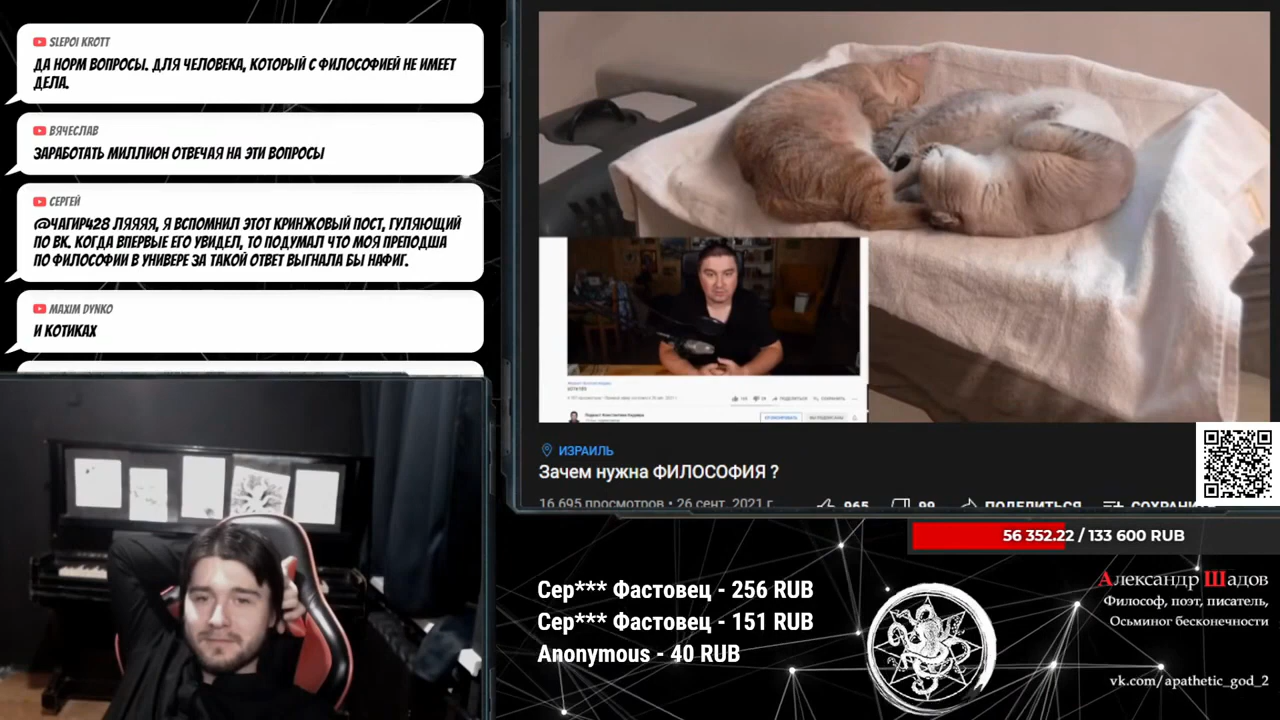 SLEPOI KROTT
ДА НОРМ ВОПРОСЫ. ДЛЯ ЧЕЛОВЕКА, КОТОРЫЙ С ФИЛОСОФИЕЙ НЕ ИМЕЕТ
ДЕЛА.
ВЯЧЕСЛАВ
ЗАРАБОТАТЬ МИЛЛИОН ОТВЕЧАЯ НА ЭТИ ВОПРОСЫ
СЕРГЕЙ
@ЧАГИР428 ЛЯЯЯЯ, Я ВСПОМНИЛ ЭТОТ КРИНЖОВЫЙ ПОСТ, ГУЛЯЮЩИЙ
ПО ВК. КОГДА ВПЕРВЫЕ ЕГО УВИДЕЛ, ТО ПОДУМАЛ ЧТО МОЯ ПРЕПОДША
ПО ФИЛОСОФИИ В УНИВЕРЕ ЗА ТАКОЙ ОТВЕТ ВЫГНАЛА БЫ НАФИГ.
MAXIM DYNKO
И КОТИКАХ
ИЗРАИЛЬ
Зачем нужна ФИЛОСОФИЯ ?
16 695 просмотров • 26 сент. 2021 г.
965
99
ПОДЕЛИТЬСЯ
СОХРАНИТЬ
56 352.22 / 133 600 RUB
Сер*** Фастовец - 256 RUB
Сер*** Фастовец - 151 RUB
Anonymous - 40 RUB
Александр Шадов
Философ, поэт, писатель,
Осьминог бесконечности
vk.com/apathetic_god_2